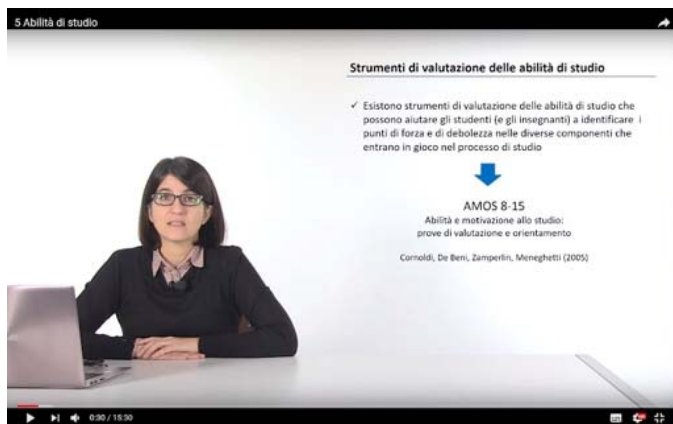 5 Abilità di studio
Strumenti di valutazione delle abilità di studio
✓ Esistono strumenti di valutazione delle abilità di studio che
possono aiutare gli studenti (e gli insegnanti) a identificare i
punti di forza e di debolezza nelle diverse componenti che
entrano in gioco nel processo di studio
AMOS 8-15
Abilità e motivazione allo studio:
prove di valutazione e orientamento
Cornoldi, De Beni, Zamperlin, Meneghetti (2005)
0:30 / 15:30